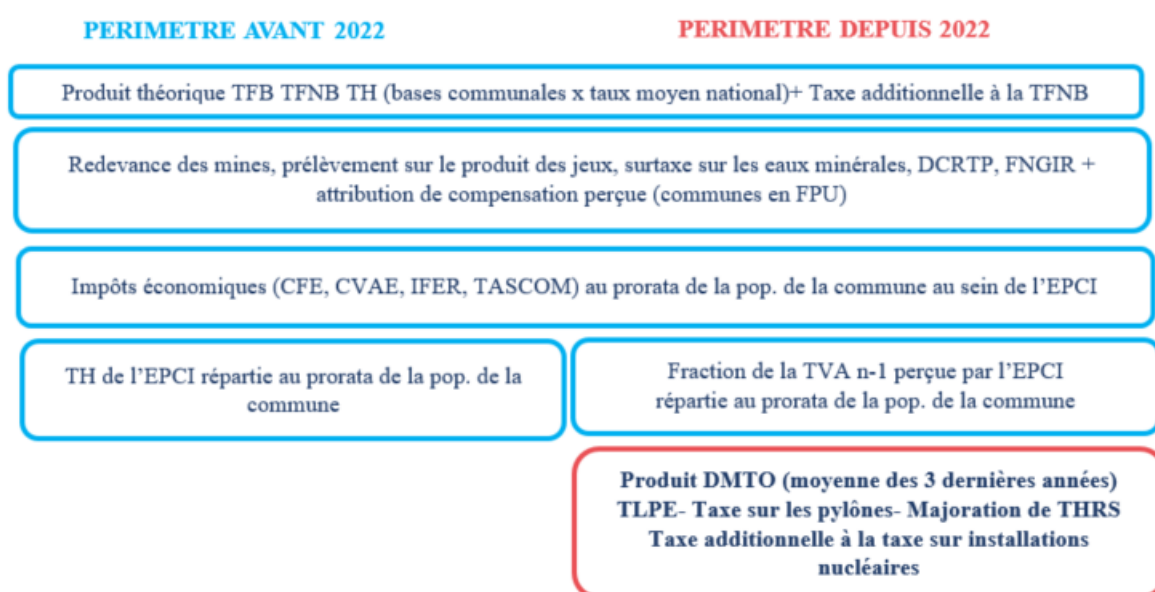 PERIMETRE AVANT 2022
PERIMETRE DEPUIS 2022
Produit théorique TFB TFNB TH (bases communales x taux moyen national)+ Taxe additionnelle à la TFNB
Redevance des mines, prélèvement sur le produit des jeux, surtaxe sur les eaux minérales, DCRTP, FNGIR +
attribution de compensation perçue (communes en FPU)
Impôts économiques (CFE, CVAE, IFER, TASCOM) au prorata de la pop. de la commune au sein de l’EPCI
TH de l’EPCI répartie au prorata de la pop. de la
commune
Fraction de la TVA n-1 perçue par l’EPCI
répartie au prorata de la pop. de la commune
Produit DMTO (moyenne des 3 dernières années)
TLPE- Taxe sur les pylônes- Majoration de THRS
Taxe additionnelle à la taxe sur installations
nucléaires